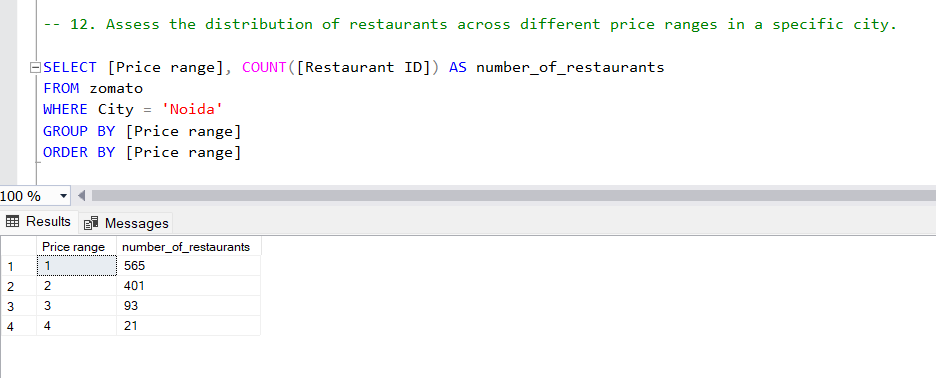 -- 12. Assess the distribution of restaurants across different price ranges in a specific city.
SELECT [Price range], COUNT([Restaurant ID]) AS number_of_restaurants
FROM zomato
WHERE City = 'Noida'
GROUP BY [Price range]
ORDER BY [Price range]
100 %
Results Messages
Price range number_of_restaurants
1 1 565
2 2 401
3 3 93
4 4 21